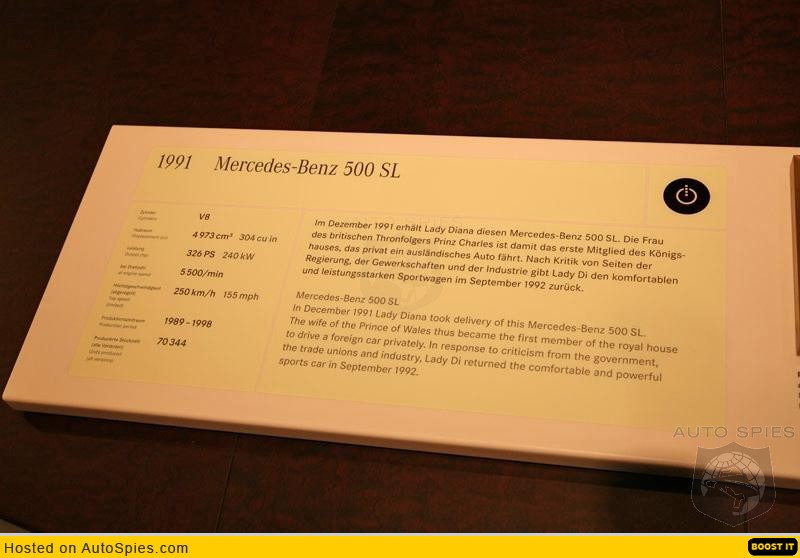 1991 Mercedes-Benz 500 SL
Zylinder
Cylinders
V8
Hubraum
Displacement (cc)
4 973 cm³ 304 cu in
Leistung
Output (hp)
326 PS 240 kW
bei Drehzahl
at engine speed
5 500/min
Höchstgeschwindigkeit
(abgeregelt)
Top speed
(limited)
250 km/h 155 mph
Produktionszeitraum
Production period
1989 – 1998
Produzierte Stückzahl
(alle Varianten)
Units produced
(all versions)
70 344
Im Dezember 1991 erhält Lady Diana diesen Mercedes-Benz 500 SL. Die Frau
des britischen Thronfolgers Prinz Charles ist damit das erste Mitglied des Königs-
hauses, das privat ein ausländisches Auto fährt. Nach Kritik von Seiten der
Regierung, der Gewerkschaften und der Industrie gibt Lady Di den komfortablen
und leistungsstarken Sportwagen im September 1992 zurück.
Mercedes-Benz 500 SL
In December 1991 Lady Diana took delivery of this Mercedes-Benz 500 SL.
The wife of the Prince of Wales thus became the first member of the royal house
to drive a foreign car privately. In response to criticism from the government,
the trade unions and industry, Lady Di returned the comfortable and powerful
sports car in September 1992.
AUTO SPIES
Hosted on AutoSpies.com
BOOST IT